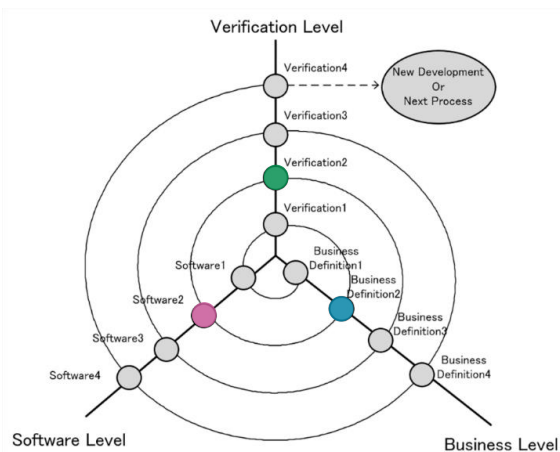 Verification Level
Verification4
New Development
Or
Next Process
Verification3
Verification2
Verification1
Software1
Business
Definition1
Software2
Business
Definition2
Software3
Business
Definition3
Software4
Business
Definition4
Software Level
Business Level